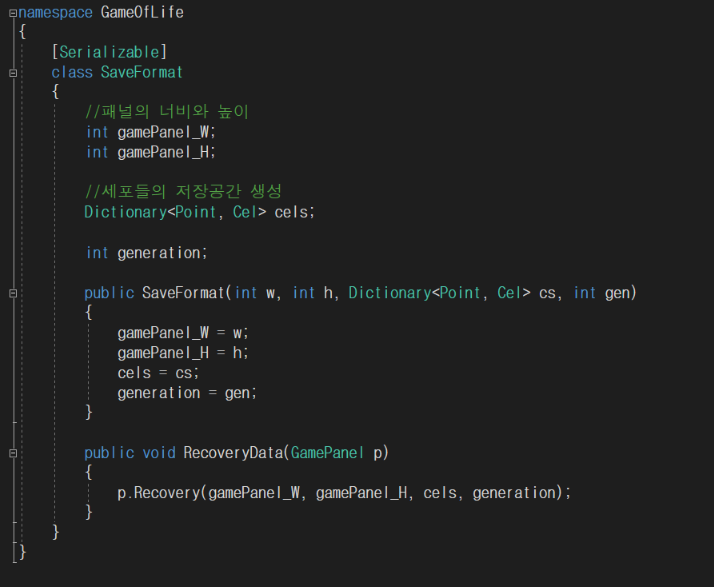 namespace GameOfLife
{
[Serializable]
class SaveFormat
{
//패널의 너비와 높이
int gamePanel_W;
int gamePanel_H;
//세포들의 저장공간 생성
Dictionary<Point, Cel> cels;
int generation;
public SaveFormat(int w, int h, Dictionary<Point, Cel> cs, int gen)
{
gamePanel_W = w;
gamePanel_H = h;
cels = cs;
generation = gen;
}
public void RecoveryData(GamePanel p)
{
p.Recovery(gamePanel_W, gamePanel_H, cels, generation);
}
}
}